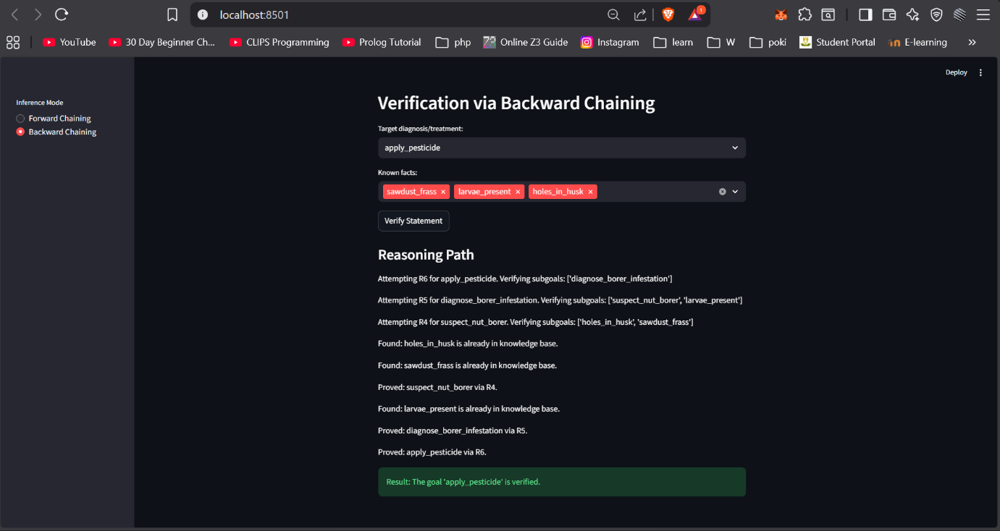 localhost:8501
1
YouTube
30 Day Beginner Ch...
CLIPS Programming
Prolog Tutorial
php
Online Z3 Guide
Instagram
learn
W
poki
Student Portal
E-learning
Deploy
Inference Mode
Forward Chaining
Backward Chaining
Verification via Backward Chaining
Target diagnosis/treatment:
apply_pesticide
Known facts:
sawdust_frass × larvae_present × holes_in_husk ×
Verify Statement
Reasoning Path
Attempting R6 for apply_pesticide. Verifying subgoals: ['diagnose_borer_infestation']
Attempting R5 for diagnose_borer_infestation. Verifying subgoals: ['suspect_nut_borer', 'larvae_present']
Attempting R4 for suspect_nut_borer. Verifying subgoals: ['holes_in_husk', 'sawdust_frass']
Found: holes_in_husk is already in knowledge base.
Found: sawdust_frass is already in knowledge base.
Proved: suspect_nut_borer via R4.
Found: larvae_present is already in knowledge base.
Proved: diagnose_borer_infestation via R5.
Proved: apply_pesticide via R6.
Result: The goal 'apply_pesticide' is verified.